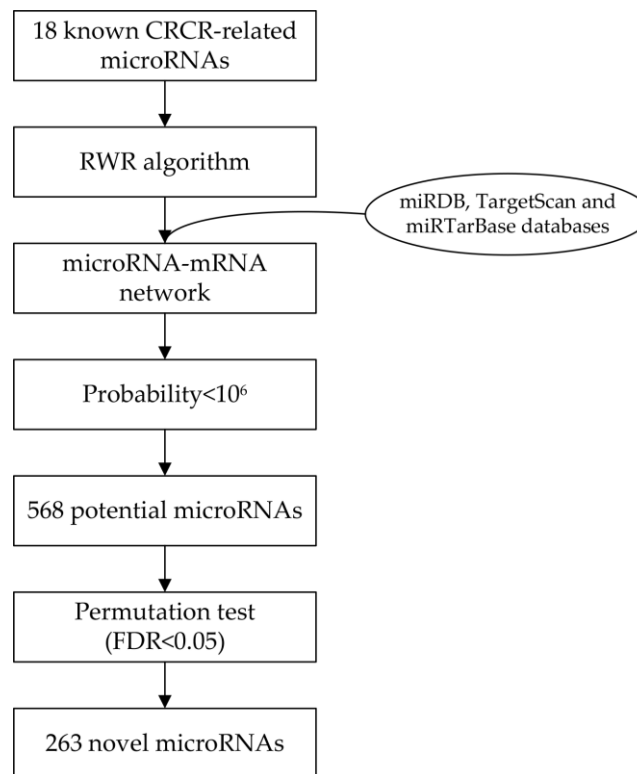 18 known CRCR-related
microRNAs
RWR algorithm
miRDB, TargetScan and
miRTarBase databases
microRNA-mRNA
network
Probability<10⁶
568 potential microRNAs
Permutation test
(FDR<0.05)
263 novel microRNAs